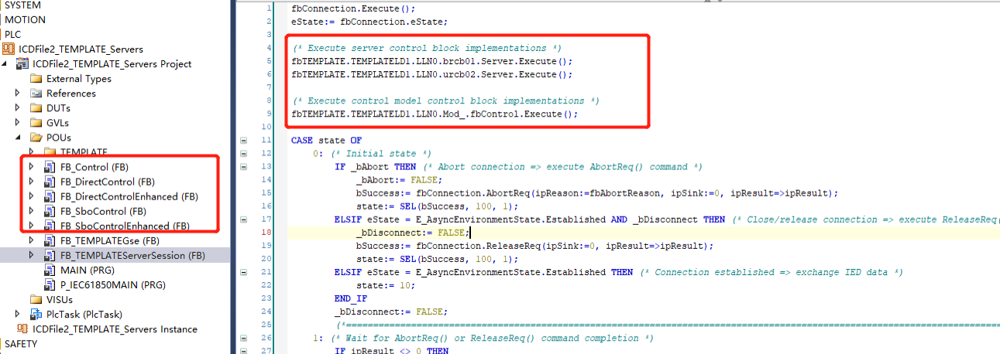 SYSTEM
MOTION
PLC
ICDFile2_TEMPLATE_Servers
ICDFile2_TEMPLATE_Servers Project
External Types
References
DUTs
GVLs
POUs
TEMPLATE
FB_Control (FB)
FB_DirectControl (FB)
FB_DirectControlEnhanced (FB)
FB_SboControl (FB)
FB_SboControlEnhanced (FB)
FB_TEMPLATEGse (FB)
FB_TEMPLATEServerSession (FB)
MAIN (PRG)
P_IEC61850MAIN (PRG)
VISUs
PlcTask (PlcTask)
ICDFile2_TEMPLATE_Servers Instance
SAFETY
1 fbConnection.Execute();
2 eState:= fbConnection.eState;
3
4 (* Execute server control block implementations *)
5 fbTEMPLATE.TEMPLATELD1.LLN0.brcb01.Server.Execute();
6 fbTEMPLATE.TEMPLATELD1.LLN0.urcb02.Server.Execute();
7
8 (* Execute control model control block implementations *)
9 fbTEMPLATE.TEMPLATELD1.LLN0.Mod_.fbControl.Execute();
10
11 CASE state OF
12 0: (* Initial state *)
13 IF _bAbort THEN (* Abort connection => execute AbortReq() command *)
14 _bAbort:= FALSE;
15 bSuccess:= fbConnection.AbortReq(ipReason:=fbAbortReason, ipSink:=0, ipResult=>ipResult);
16 state:= SEL(bSuccess, 100, 1);
17 ELSIF eState = E_AsyncEnvironmentState.Established AND _bDisconnect THEN (* Close/release connection => execute ReleaseReq(
18 _bDisconnect:= FALSE;
19 bSuccess:= fbConnection.ReleaseReq(ipSink:=0, ipResult=>ipResult);
20 state:= SEL(bSuccess, 100, 1);
21 ELSIF eState = E_AsyncEnvironmentState.Established THEN (* Connection established => exchange IED data *)
22 state:= 10;
23 END_IF
24 _bDisconnect:= FALSE;
25 (*=====================================================================
26 1: (* Wait for AbortReq() or ReleaseReq() command completion *)
27 IF ipResult <> 0 THEN